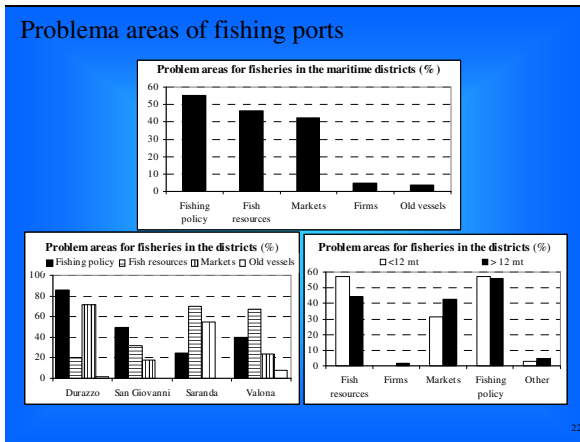 Problema areas of fishing ports
Problem areas for fisheries in the maritime districts (%)
60
50
40
30
20
10
0
Fishing policy
Fish resources
Markets
Firms
Old vessels
Problem areas for fisheries in the districts (%)
Fishing policy Fish resources Markets Old vessels
100
80
60
40
20
0
Durazzo San Giovanni Saranda Valona
Problem areas for fisheries in the districts (%)
<12 mt > 12 mt
60
50
40
30
20
10
0
Fish resources
Firms
Markets
Fishing policy
Other